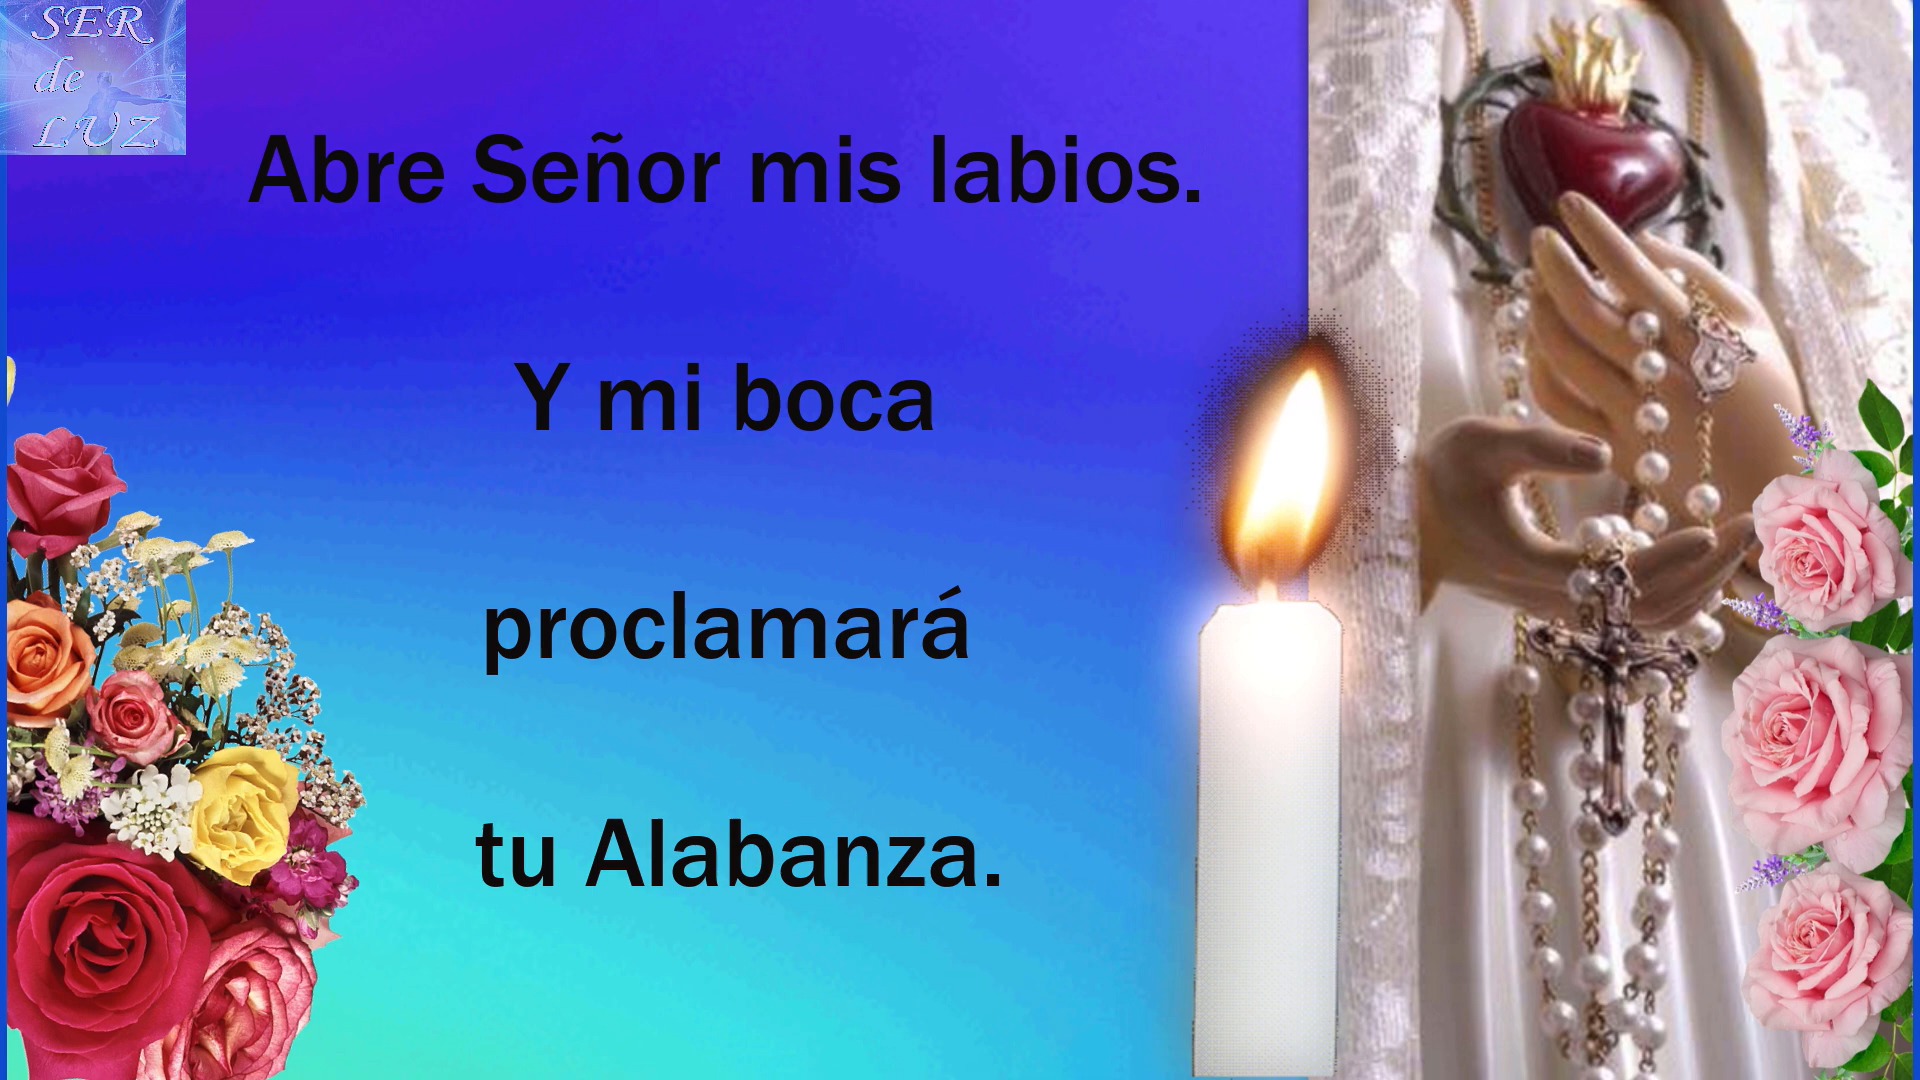 SER
de
LUZ
Abre Señor mis labios.
Y mi boca
proclamará
tu Alabanza.